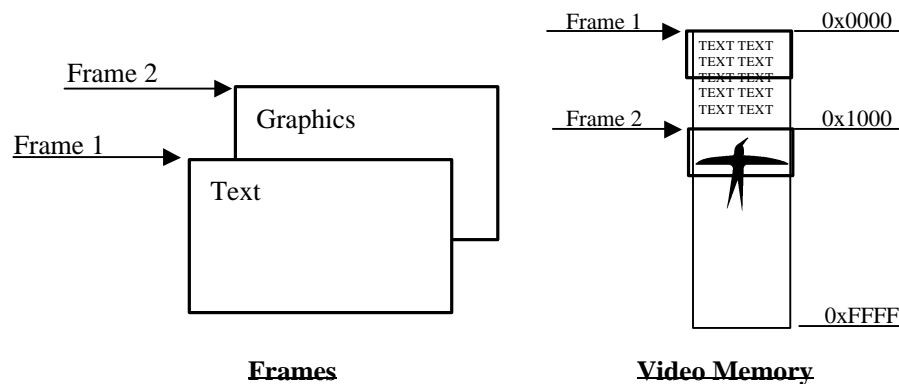 Frame 2
Graphics
Frame 1
Text
Frames
Frame 1
0x0000
TEXT TEXT
TEXT TEXT
TEXT TEXT
TEXT TEXT
TEXT TEXT
Frame 2
0x1000
0xFFFF
Video Memory